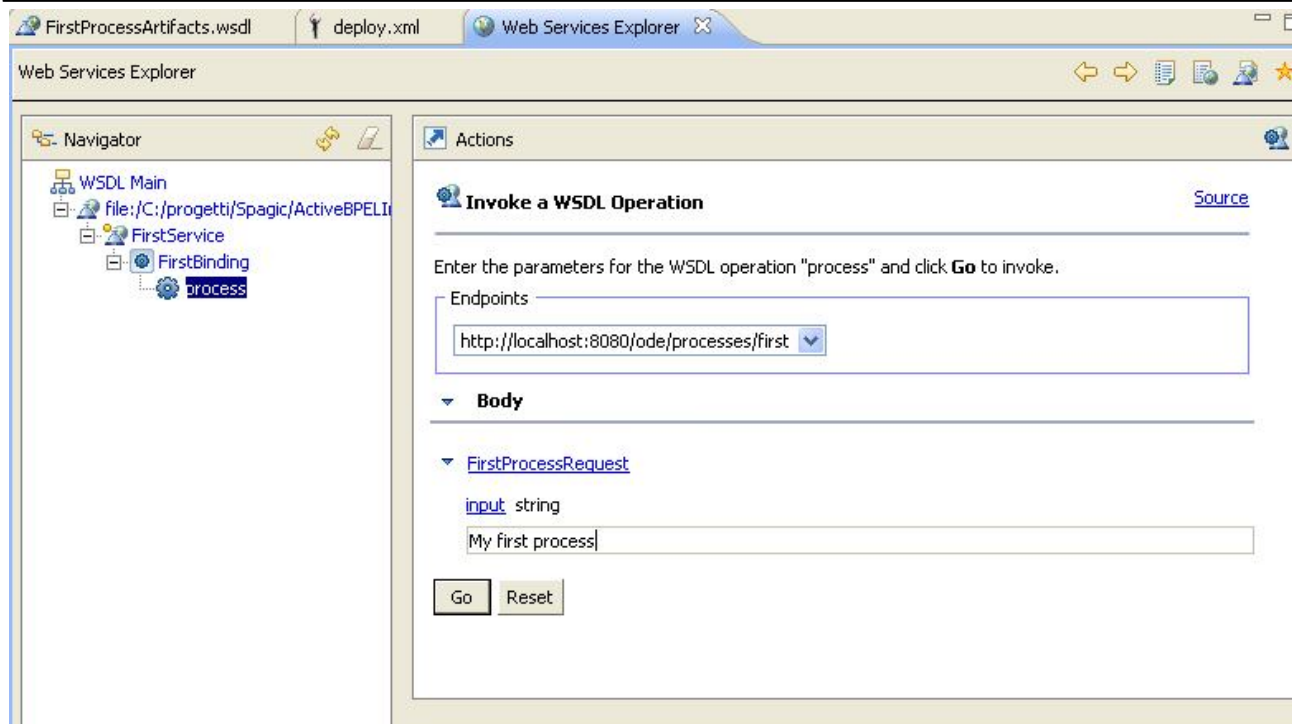 FirstProcessArtifacts.wsdl deploy.xml Web Services Explorer
Web Services Explorer
Navigator
WSDL Main
file:/C:/progetti/Spagic/ActiveBPELI
FirstService
FirstBinding
process
Actions
Invoke a WSDL Operation Source
Enter the parameters for the WSDL operation "process" and click Go to invoke.
Endpoints
http://localhost:8080/ode/processes/first
Body
FirstProcessRequest
input string
My first process
Go Reset